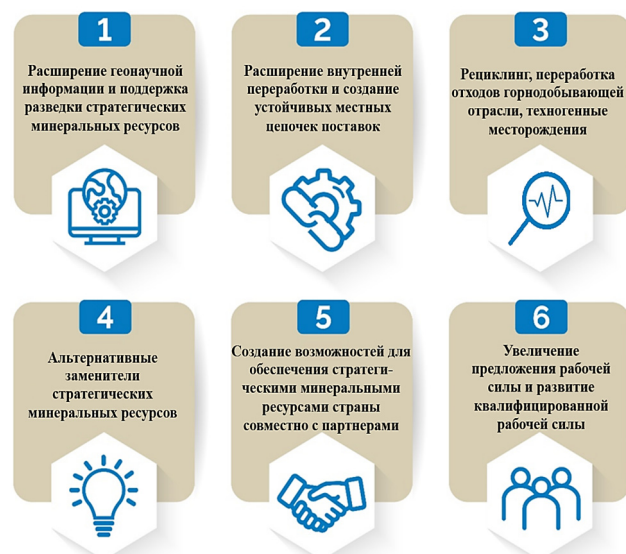 1
Расширение геонаучной
информации и поддержка
разведки стратегических
минеральных ресурсов
2
Расширение внутренней
переработки и создание
устойчивых местных
цепочек поставок
3
Рециклинг, переработка
отходов горнодобывающей
отрасли, техногенные
месторождения
4
Альтернативные
заменители
стратегических
минеральных ресурсов
5
Создание возможностей для
обеспечения стратеги-
ческими минеральными
ресурсами страны
совместно с партнерами
6
Увеличение
предложения рабочей
силы и развитие
квалифицированной
рабочей силы